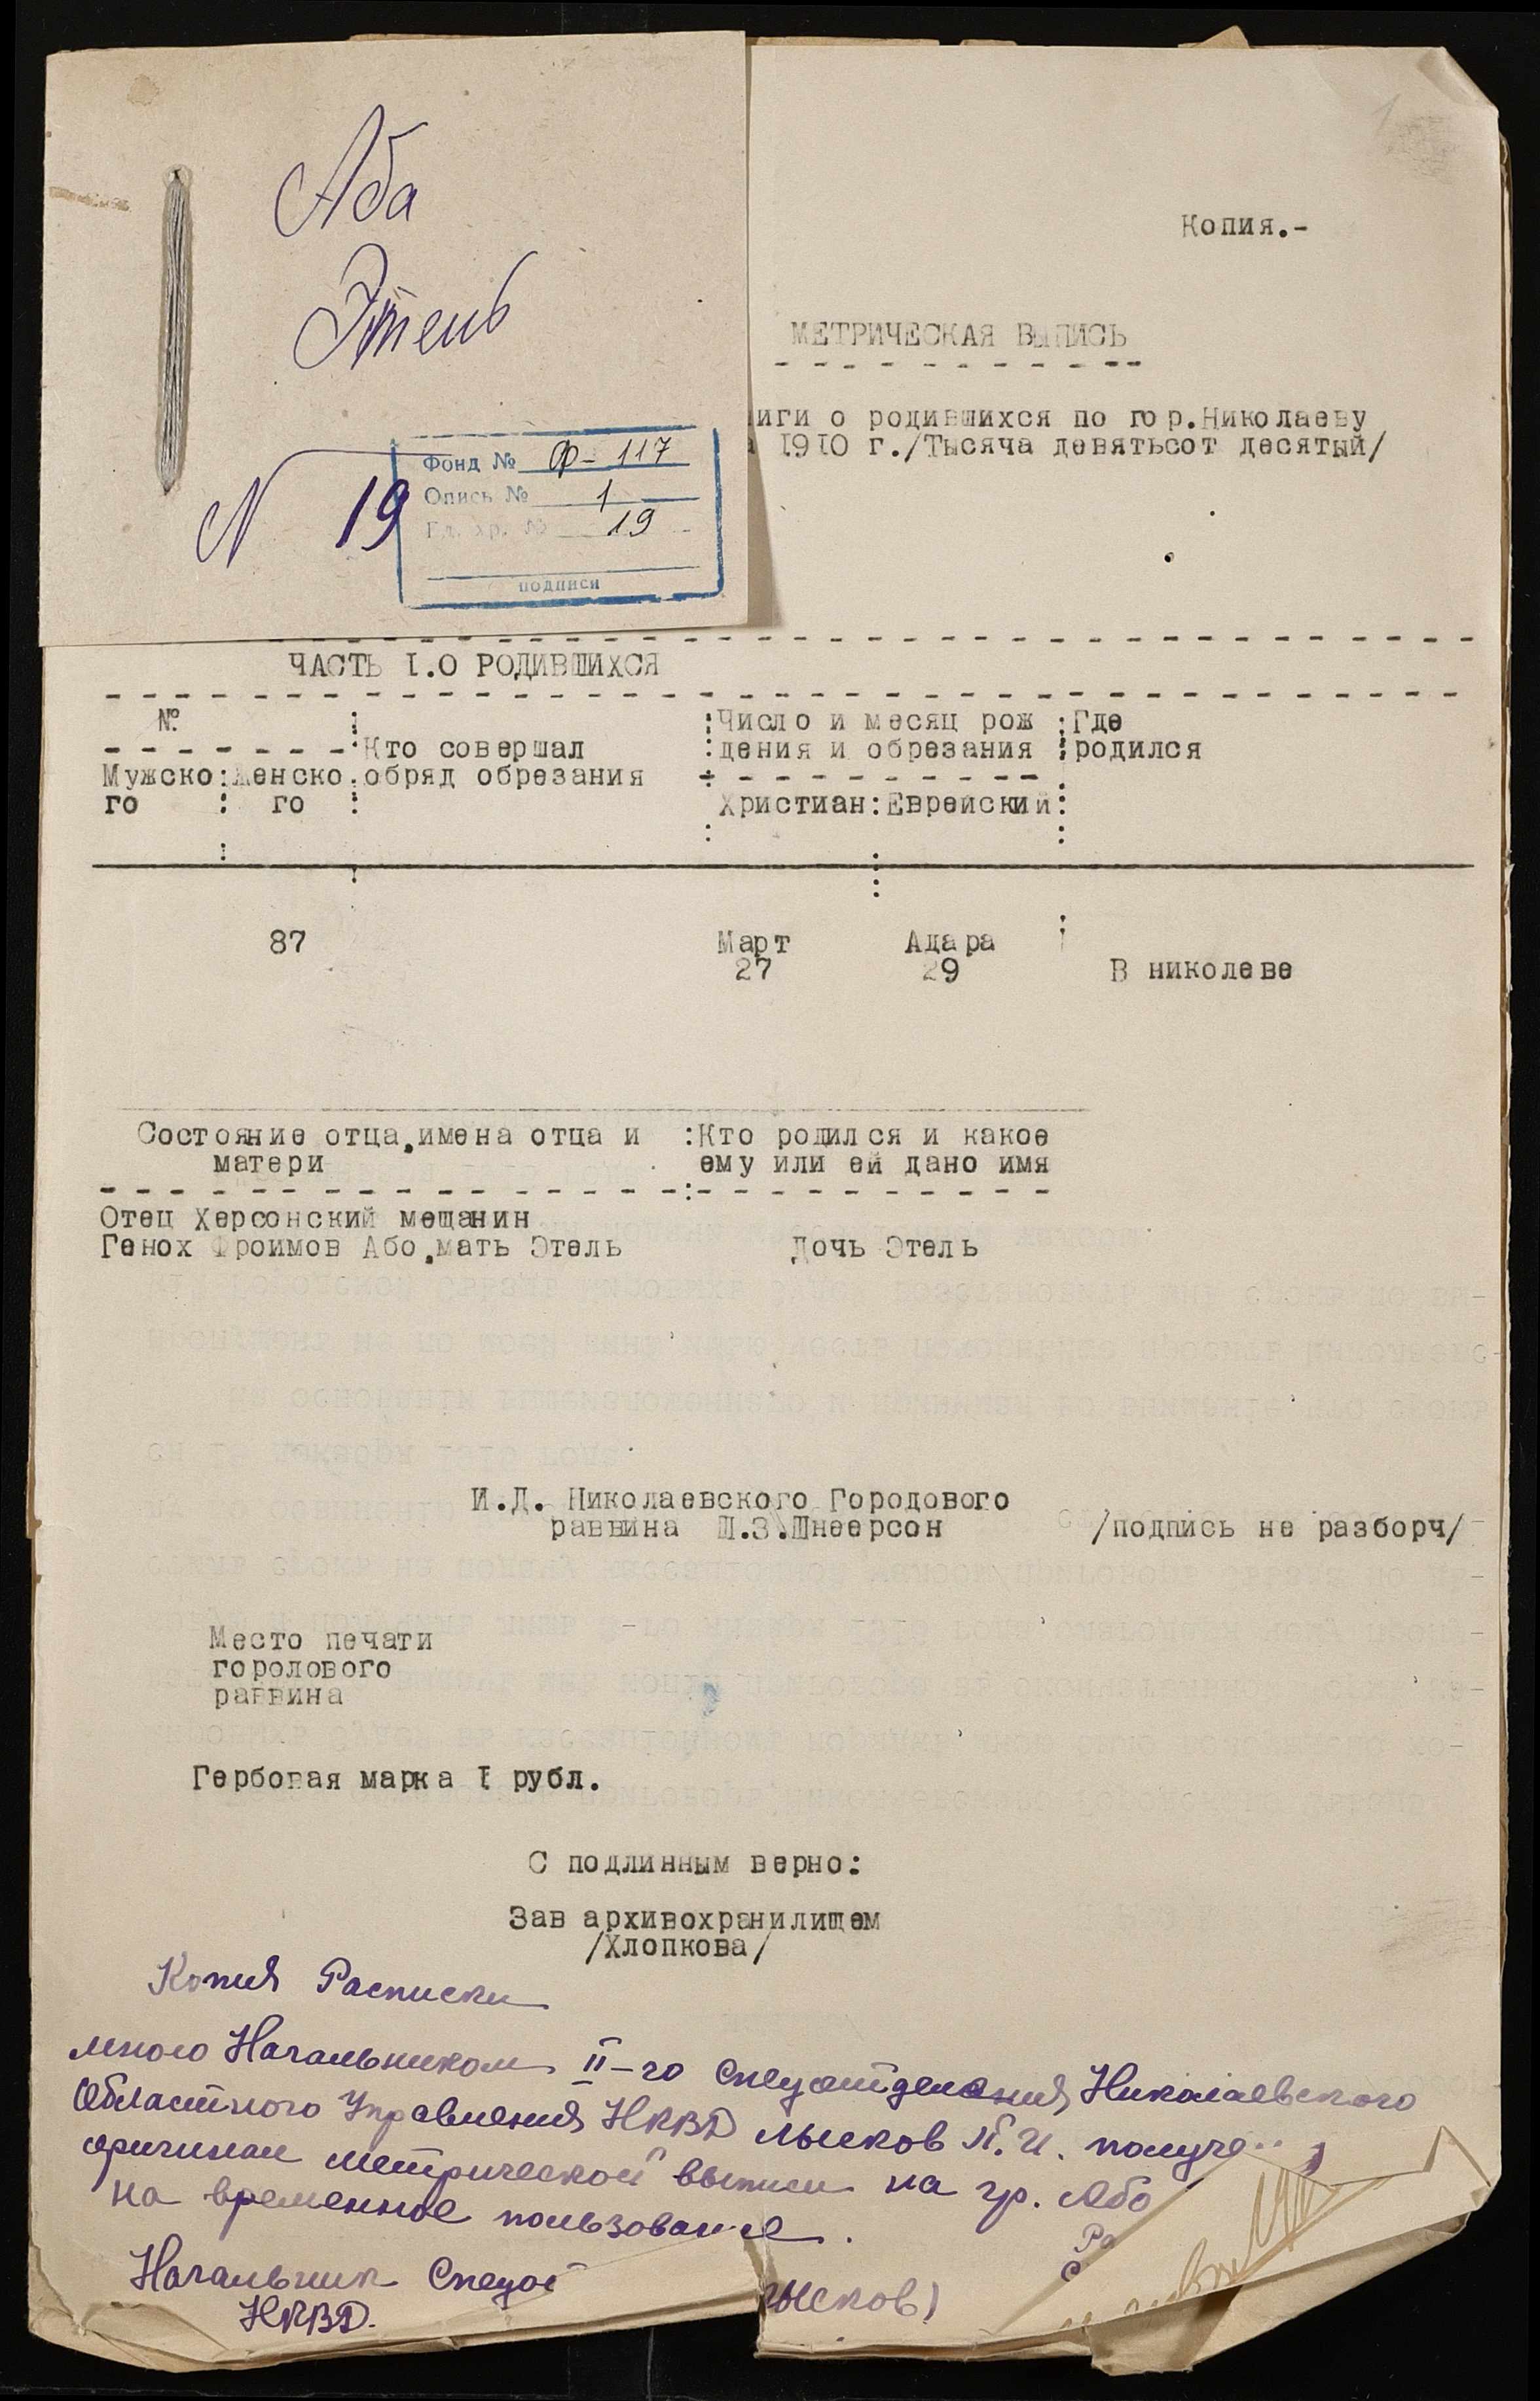 Аба
Этель
N 19
Фонд № Ф-117
Опись № 1
Ед. хр. № 19
подписи
1
Копия.-
МЕТРИЧЕСКАЯ ВЫПИСЬ
иги о родившихся по гор.Николаеву
1910 г./Тысяча девятьсот десятый/
ЧАСТЬ I.О РОДИВШИХСЯ
№ :Число и месяц рож :Где
:Кто совершал :дения и обрезания :родился
Мужско:Женско:обряд обрезания
го : го : Христиан:Еврейский:
87 Март Адара
27 29 В николеве
Состояние отца,имена отца и :Кто родился и какое
матери ему или ей дано имя
Отец Херсонский мещанин
Генох Фроимов Або,мать Этель Дочь Этель
И.Д. Николаевского Городового
раввина Ш.З.Шнеерсон /подпись не разборч/
Место печати
горолового
раввина
Гербовая марка I рубл.
С подлинным верно:
Зав архивохранилищем
/Хлопкова/
Копия Расписки
мною Начальником II-го спецотделения Николаевского
Областного Управления НКВД Лысков П.И. получе
оригинал метрической выписи на гр. Або
на временное пользование.
Начальник Спецот
НКВД. ысков)